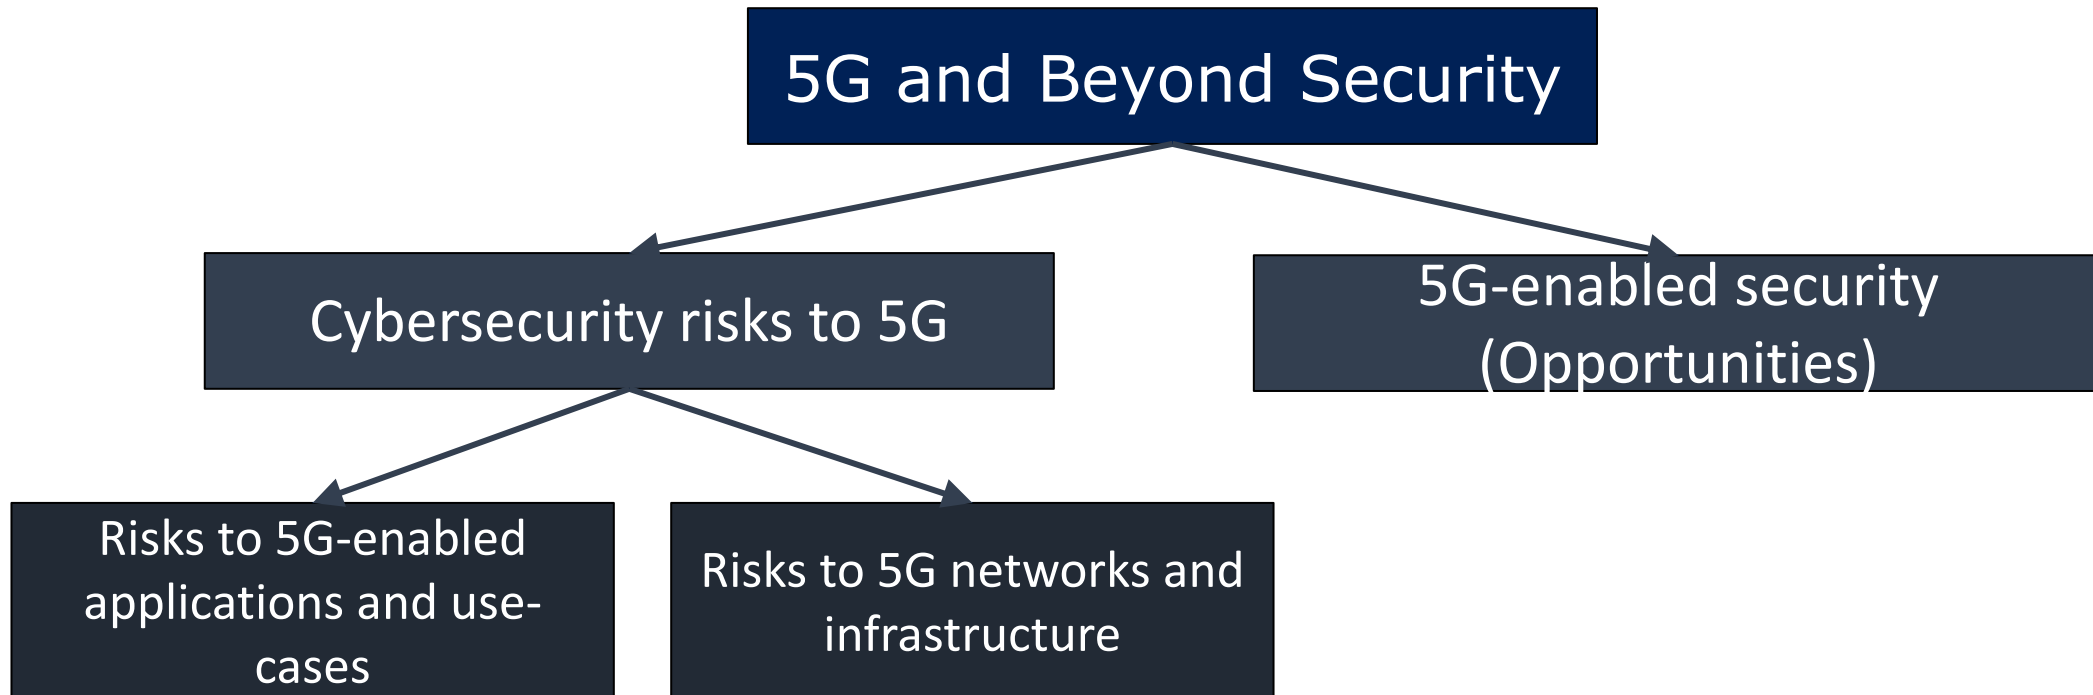 5G and Beyond Security
Cybersecurity risks to 5G
5G-enabled security
(Opportunities)
Risks to 5G-enabled
applications and use-
cases
Risks to 5G networks and
infrastructure